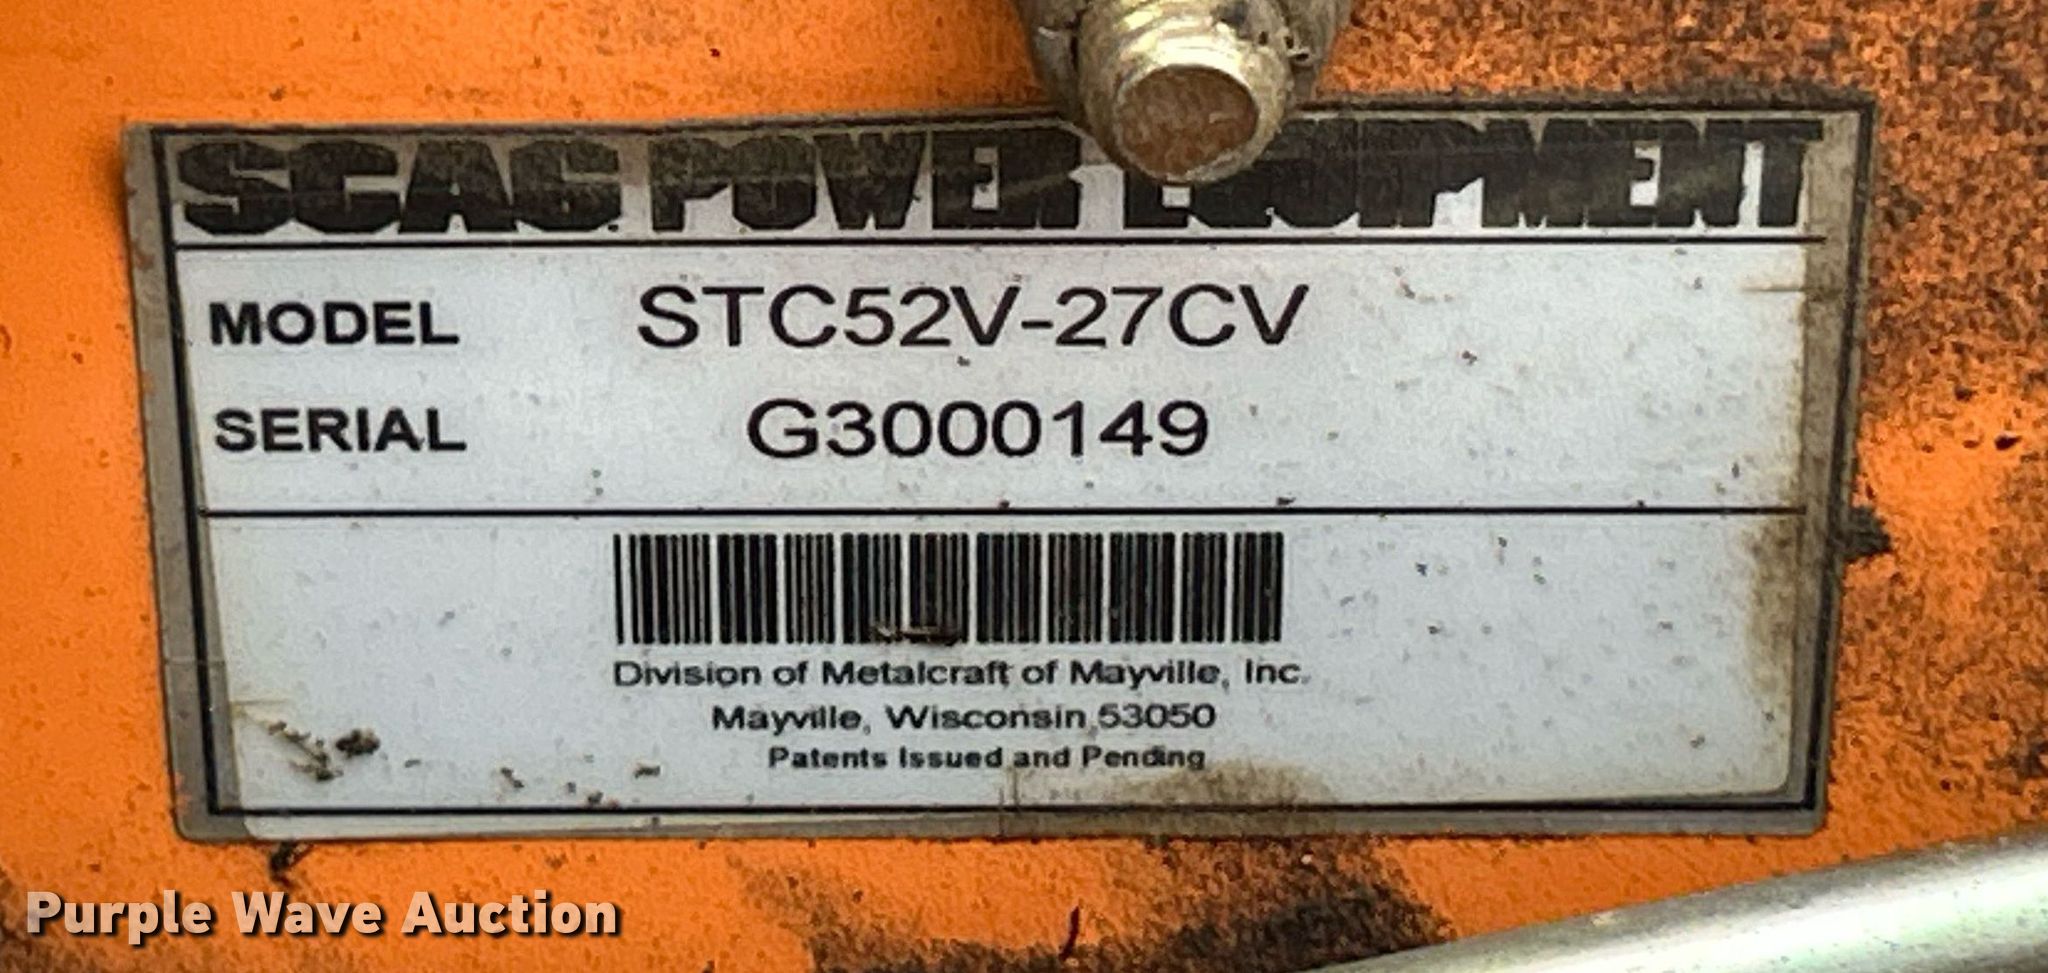 SCAG POWER EQUIPMENT
MODEL STC52V-27CV
SERIAL G3000149
Division of Metalcraft of Mayville, Inc.
Mayville, Wisconsin 53050
Patents Issued and Pending
Purple Wave Auction